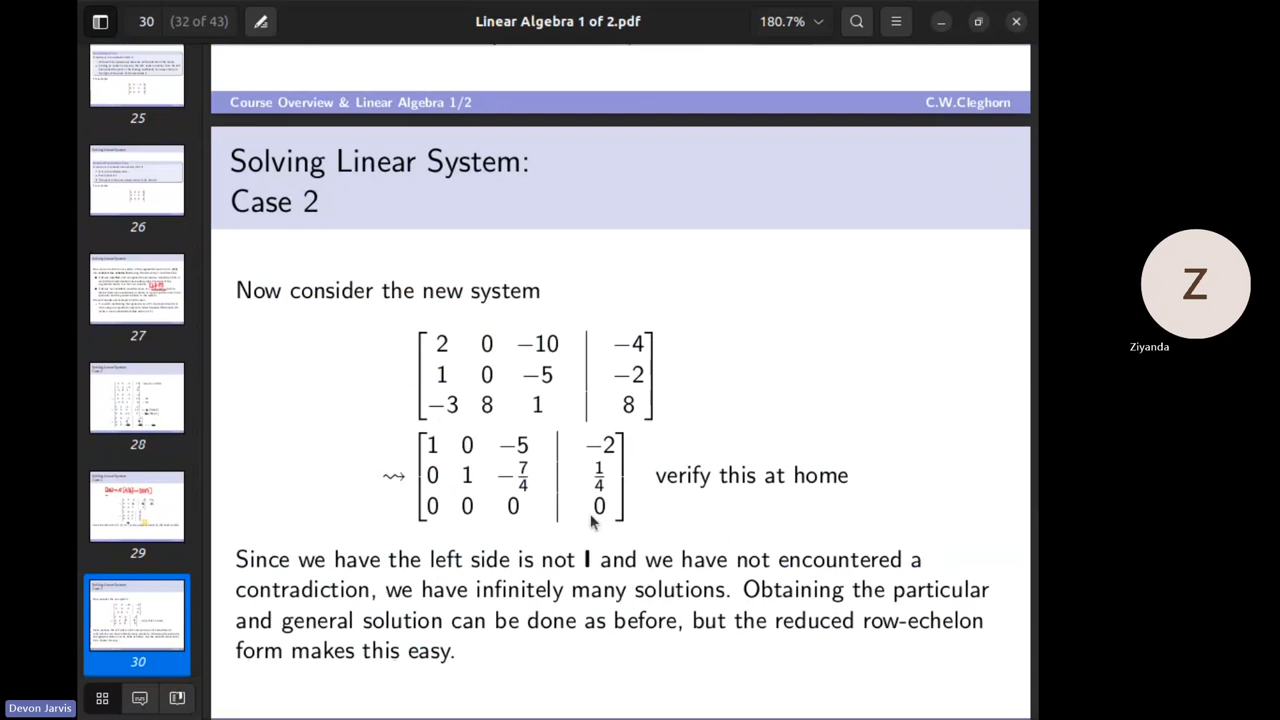 30 (32 of 43) Linear Algebra 1 of 2.pdf 180.7%
Course Overview & Linear Algebra 1/2 C.W.Cleghorn
Solving Linear System:
Case 2
Now consider the new system
2 0 −10 | −4
1 0 −5 | −2
−3 8 1 | 8
⇝ 1 0 −5 | −2
0 1 −7/4 | 1/4 verify this at home
0 0 0 | 0
Since we have the left side is not I and we have not encountered a
contradiction, we have infinitely many solutions. Obtaining the particular
and general solution can be done as before, but the reduced row-echelon
form makes this easy.
25
26
27
28
29
30
Z
Ziyanda
Devon Jarvis